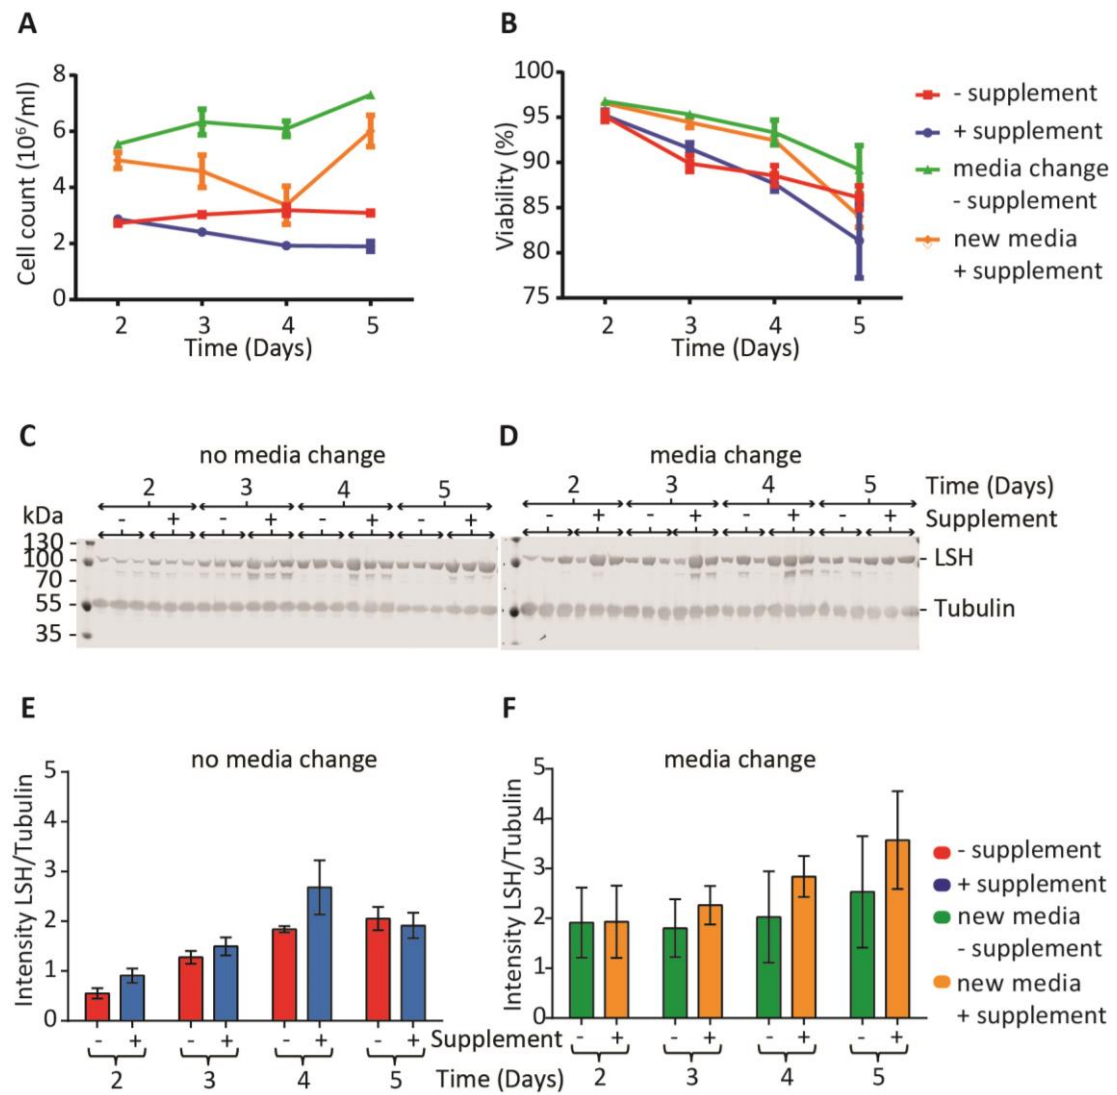 A
B
Cell count (10⁶/ml)
8
6
4
2
0
2 3 4 5
Time (Days)
Viability (%)
100
95
90
85
80
75
2 3 4 5
Time (Days)
- supplement
+ supplement
media change
- supplement
new media
+ supplement
C
no media change
2 3 4 5
kDa
- + - + - + - +
130
100
70
55
35
D
media change
2 3 4 5
Time (Days)
- + - + - + - +
Supplement
LSH
Tubulin
E
no media change
Intensity LSH/Tubulin
5
4
3
2
1
0
- + - + - + - +
Supplement
2 3 4 5
Time (Days)
F
media change
Intensity LSH/Tubulin
5
4
3
2
1
0
- + - + - + - +
2 3 4 5
- supplement
+ supplement
new media
- supplement
new media
+ supplement